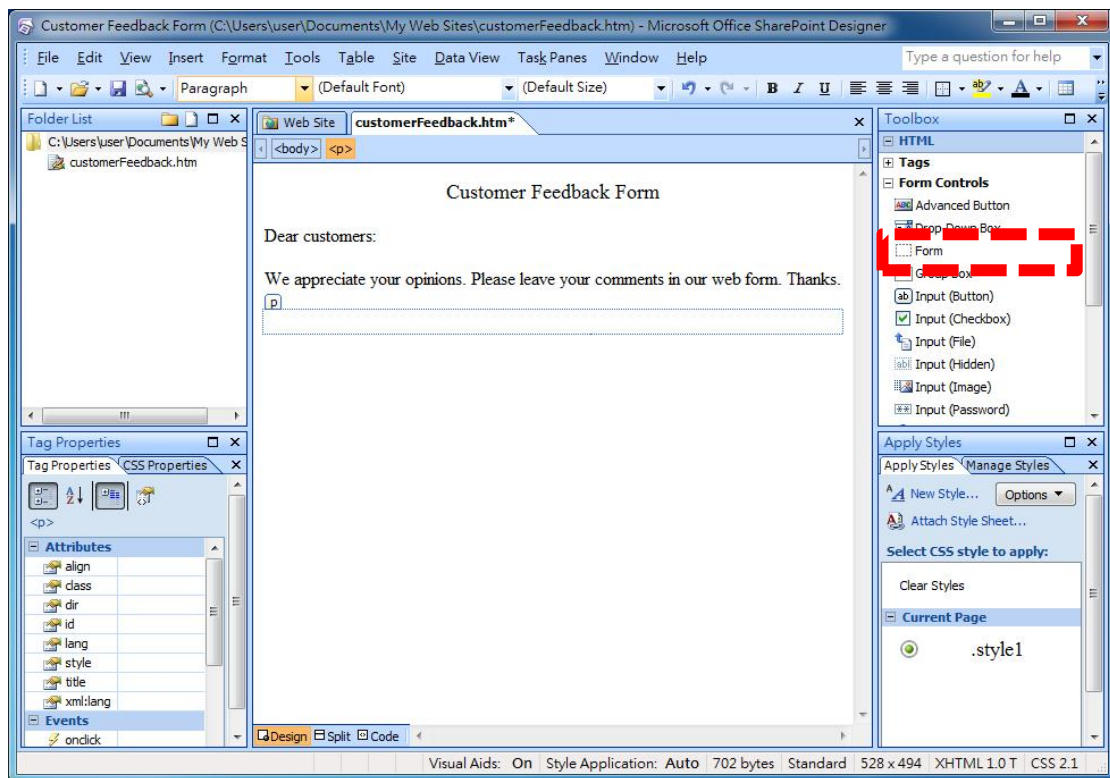 Customer Feedback Form (C:\Users\user\Documents\My Web Sites\customerFeedback.htm) - Microsoft Office SharePoint Designer
File Edit View Insert Format Tools Table Site Data View Task Panes Window Help Type a question for help
Paragraph (Default Font) (Default Size) B I U A
Folder List
C:\Users\user\Documents\My Web S
customerFeedback.htm
Web Site customerFeedback.htm*
<body> <p>
Customer Feedback Form
Dear customers:
We appreciate your opinions. Please leave your comments in our web form. Thanks.
p
Design Split Code
Toolbox
HTML
Tags
Form Controls
Advanced Button
Drop-Down Box
Form
Group Box
Input (Button)
Input (Checkbox)
Input (File)
Input (Hidden)
Input (Image)
Input (Password)
Tag Properties
Tag Properties CSS Properties
<p>
Attributes
align
class
dir
id
lang
style
title
xml:lang
Events
onclick
Apply Styles
Apply Styles Manage Styles
New Style... Options
Attach Style Sheet...
Select CSS style to apply:
Clear Styles
Current Page
.style1
Visual Aids: On Style Application: Auto 702 bytes Standard 528 x 494 XHTML 1.0 T CSS 2.1